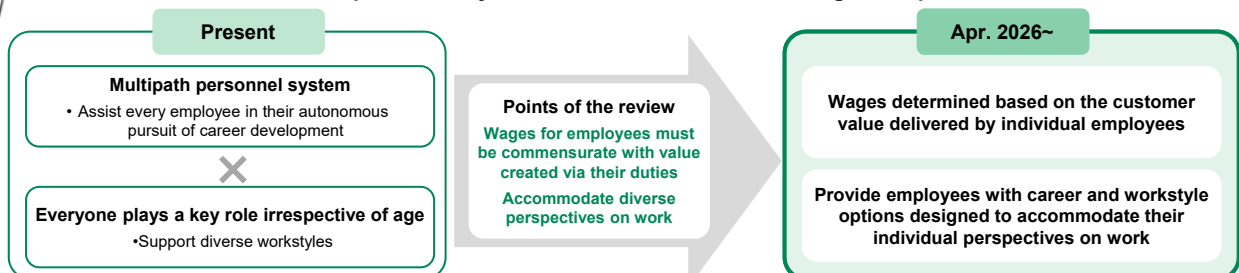 Present
Multipath personnel system
• Assist every employee in their autonomous
pursuit of career development
Everyone plays a key role irrespective of age
•Support diverse workstyles
Points of the review
Wages for employees must
be commensurate with value
created via their duties
Accommodate diverse
perspectives on work
Apr. 2026~
Wages determined based on the customer
value delivered by individual employees
Provide employees with career and workstyle
options designed to accommodate their
individual perspectives on work